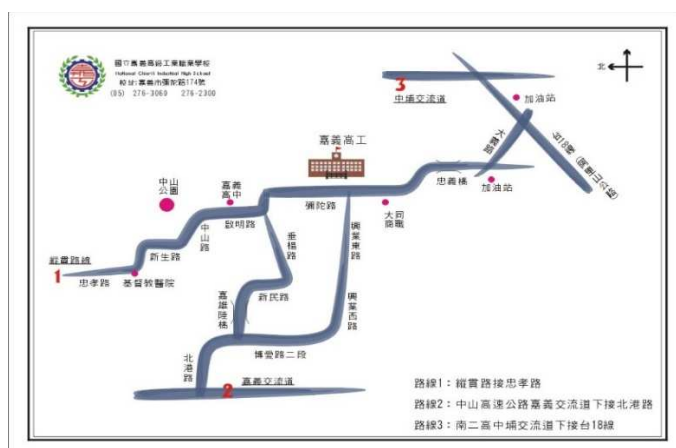 國立嘉義高級工業職業學校
National Chiayi Industrial High School
校址:嘉義市彌陀路174號
(05) 276-3060 276-2300
北
3
中埔交流道
加油站
台18線 (阿里山公路)
大義路
嘉義高工
忠義橋
加油站
中山公園
嘉義高中
彌陀路
大同商職
啟明路
中山路
垂楊路
興業東路
新生路
縱貫路線
1
忠孝路
基督教醫院
新民路
嘉雄陸橋
興業西路
博愛路二段
北港路
嘉義交流道
2
路線1:縱貫路接忠孝路
路線2:中山高速公路嘉義交流道下接北港路
路線3:南二高中埔交流道下接台18線